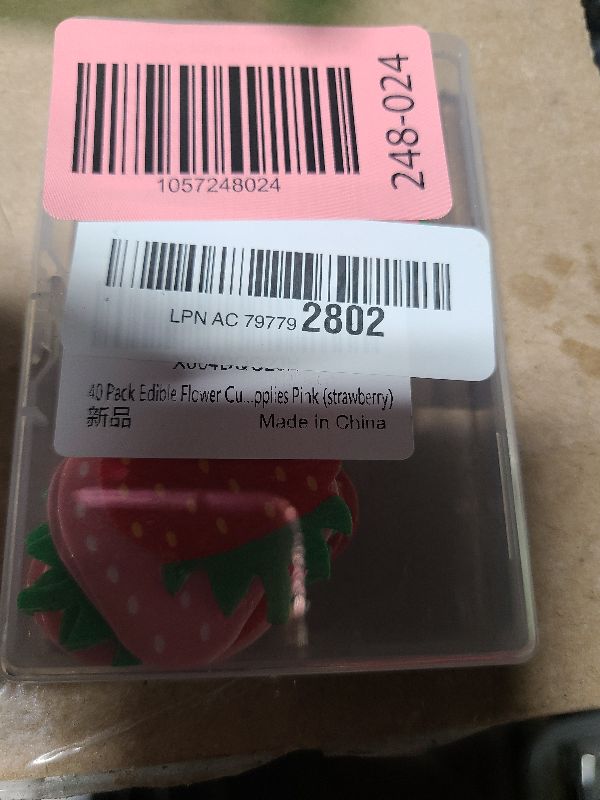 1057248024
248-024
LPN AC 79779 2802
40 Pack Edible Flower Cu...pplies Pink (strawberry)
新品
Made in China